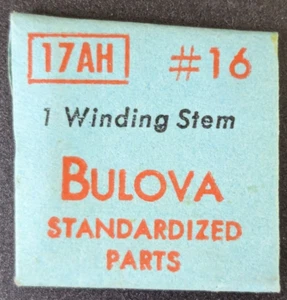 17AH #16
1 Winding Stem
BULOVA
STANDARDIZED
PARTS